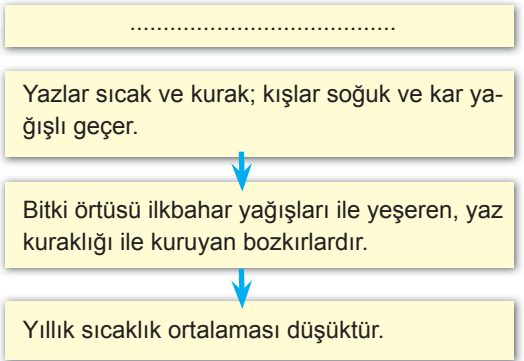 ........................................
Yazlar sıcak ve kurak; kışlar soğuk ve kar ya-
ğışlı geçer.
Bitki örtüsü ilkbahar yağışları ile yeşeren, yaz
kuraklığı ile kuruyan bozkırlardır.
Yıllık sıcaklık ortalaması düşüktür.